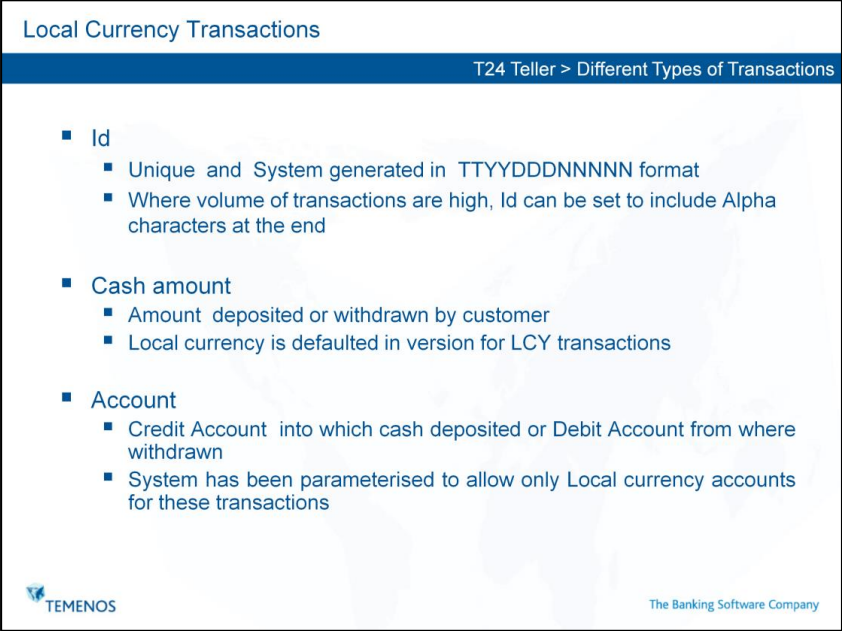 Local Currency Transactions
T24 Teller > Different Types of Transactions
Id
Unique and System generated in TTYYDDDNNNNN format
Where volume of transactions are high, Id can be set to include Alpha
characters at the end
Cash amount
Amount deposited or withdrawn by customer
Local currency is defaulted in version for LCY transactions
Account
Credit Account into which cash deposited or Debit Account from where
withdrawn
System has been parameterised to allow only Local currency accounts
for these transactions
TEMENOS
The Banking Software Company